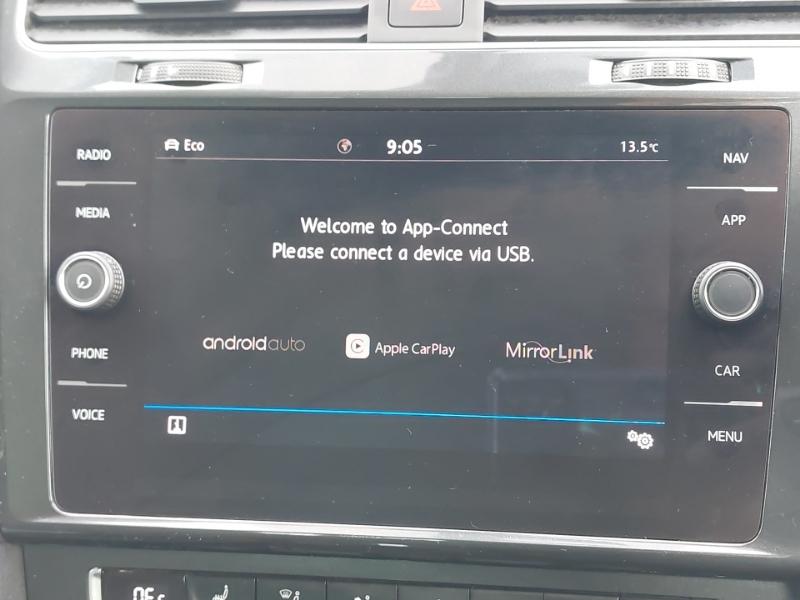 RADIO
MEDIA
PHONE
VOICE
Eco 9:05 13.5°C
Welcome to App-Connect
Please connect a device via USB.
androidauto Apple CarPlay MirrorLink
NAV
APP
CAR
MENU